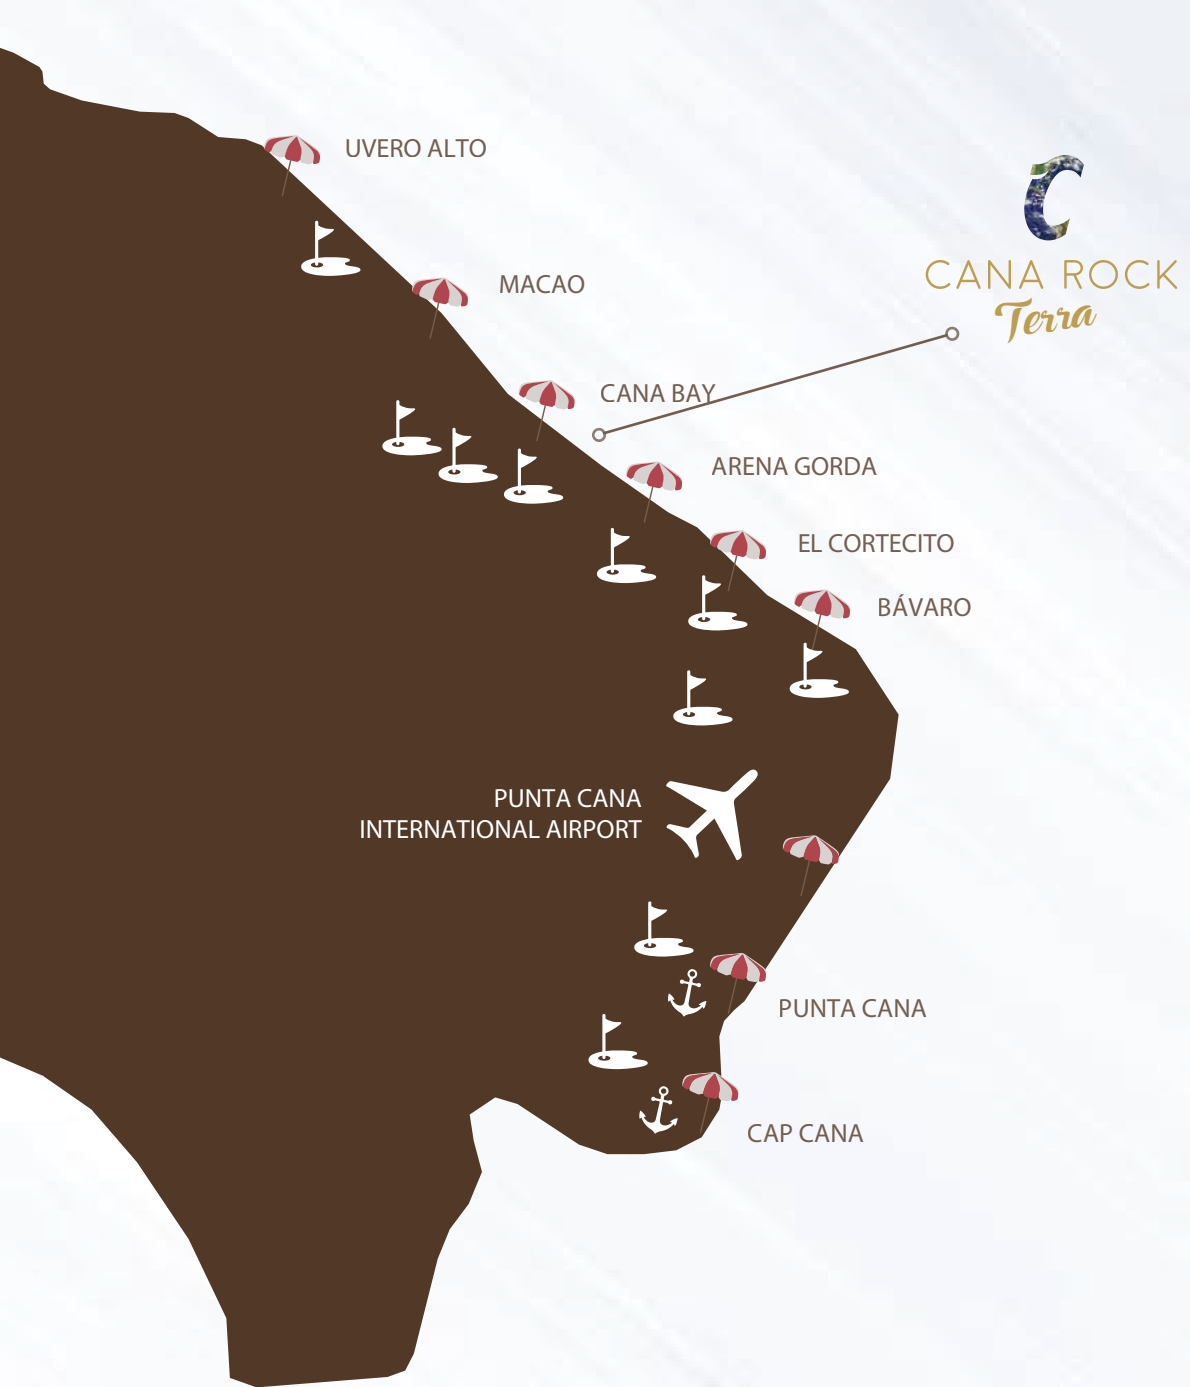 UVERO ALTO
MACAO
CANA ROCK
Terra
CANA BAY
ARENA GORDA
EL CORTECITO
BÁVARO
PUNTA CANA
INTERNATIONAL AIRPORT
PUNTA CANA
CAP CANA